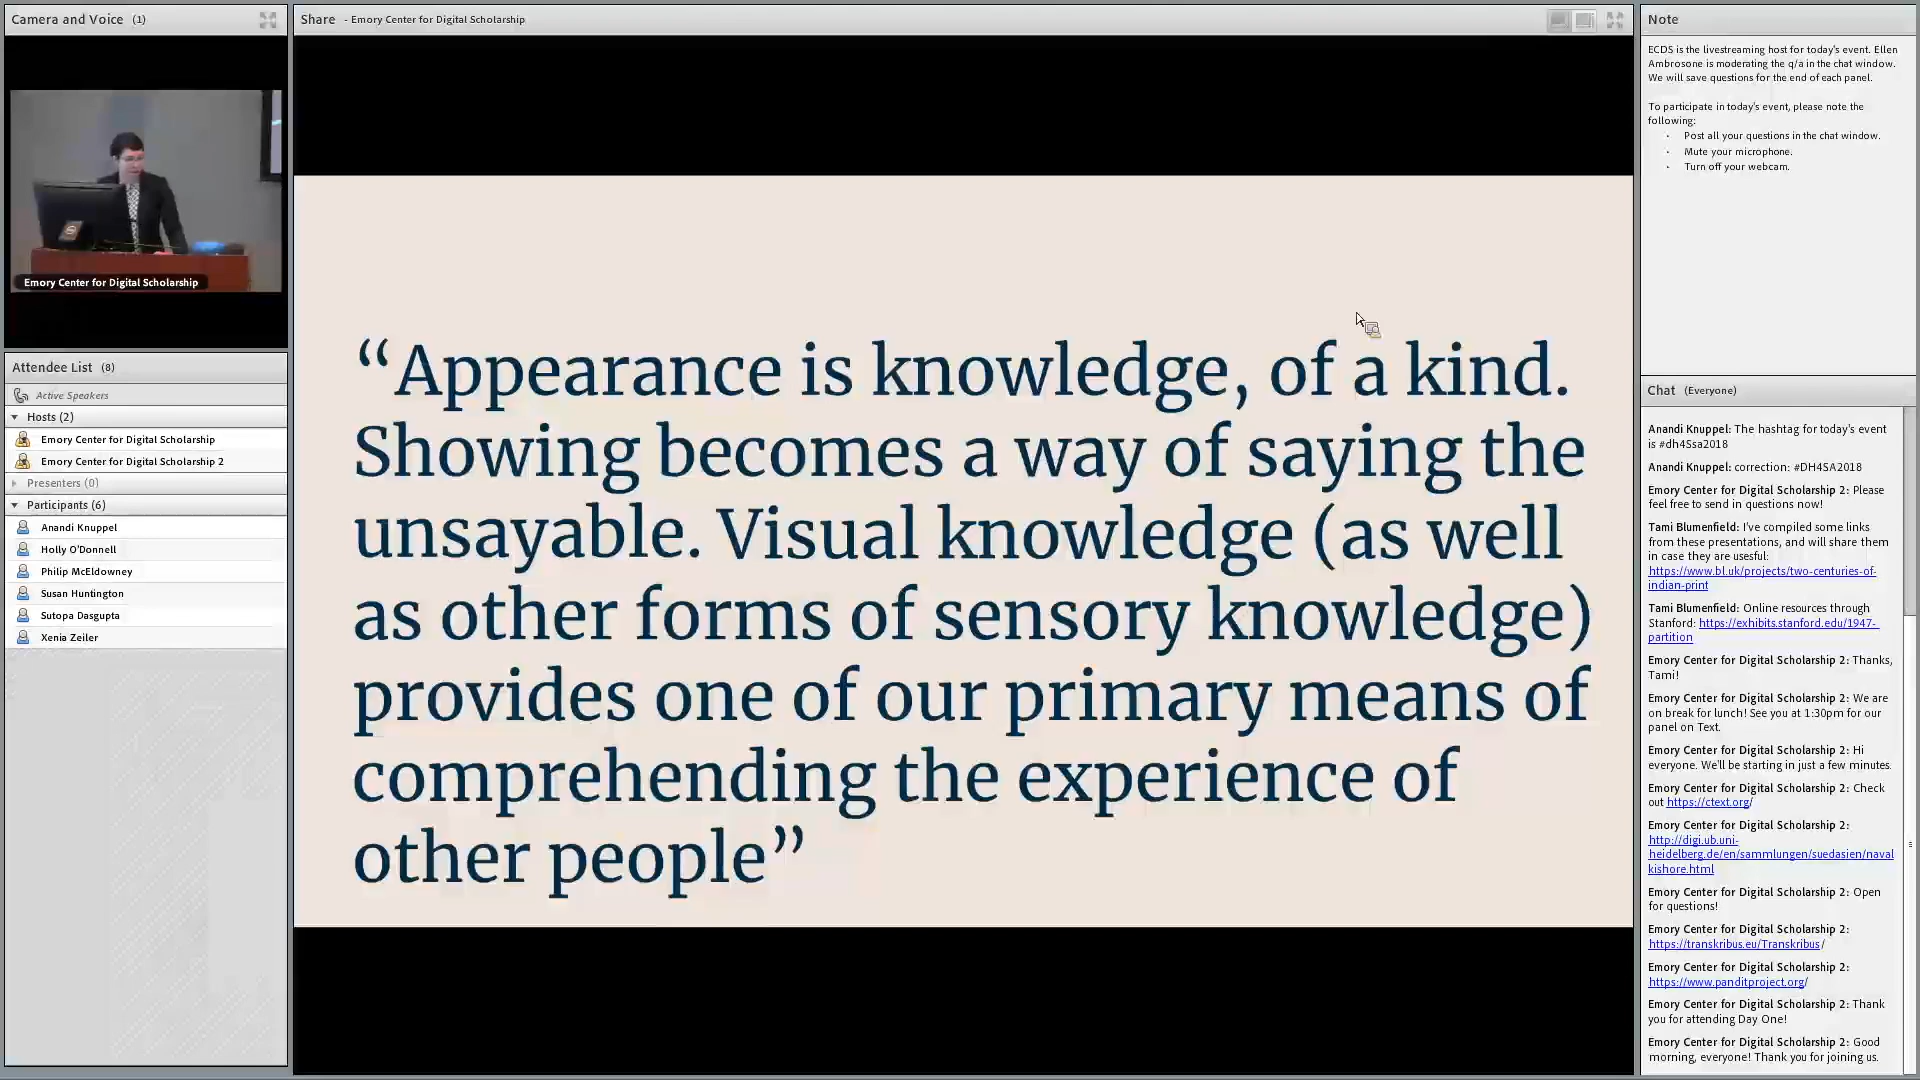 Camera and Voice (1)
Emory Center for Digital Scholarship
Attendee List (8)
Active Speakers
Hosts (2)
Emory Center for Digital Scholarship
Emory Center for Digital Scholarship 2
Presenters (0)
Participants (6)
Anandi Knuppel
Holly O'Donnell
Philip McEldowney
Susan Huntington
Sutopa Dasgupta
Xenia Zeiler
Share - Emory Center for Digital Scholarship
“Appearance is knowledge, of a kind.
Showing becomes a way of saying the
unsayable. Visual knowledge (as well
as other forms of sensory knowledge)
provides one of our primary means of
comprehending the experience of
other people”
Note
ECDS is the livestreaming host for today's event. Ellen
Ambrosone is moderating the q/a in the chat window.
We will save questions for the end of each panel.
To participate in today's event, please note the
following:
• Post all your questions in the chat window.
• Mute your microphone.
• Turn off your webcam.
Chat (Everyone)
Anandi Knuppel: The hashtag for today's event
is #dh4Ssa2018
Anandi Knuppel: correction: #DH4SA2018
Emory Center for Digital Scholarship 2: Please
feel free to send in questions now!
Tami Blumenfield: I've compiled some links
from these presentations, and will share them
in case they are usesful:
https://www.bl.uk/projects/two-centuries-of-
indian-print
Tami Blumenfield: Online resources through
Stanford: https://exhibits.stanford.edu/1947-
partition
Emory Center for Digital Scholarship 2: Thanks,
Tami!
Emory Center for Digital Scholarship 2: We are
on break for lunch! See you at 1:30pm for our
panel on Text.
Emory Center for Digital Scholarship 2: Hi
everyone. We'll be starting in just a few minutes.
Emory Center for Digital Scholarship 2: Check
out https://ctext.org/
Emory Center for Digital Scholarship 2:
http://digi.ub.uni-
heidelberg.de/en/sammlungen/suedasien/naval
kishore.html
Emory Center for Digital Scholarship 2: Open
for questions!
Emory Center for Digital Scholarship 2:
https://transkribus.eu/Transkribus/
Emory Center for Digital Scholarship 2:
https://www.panditproject.org/
Emory Center for Digital Scholarship 2: Thank
you for attending Day One!
Emory Center for Digital Scholarship 2: Good
morning, everyone! Thank you for joining us.